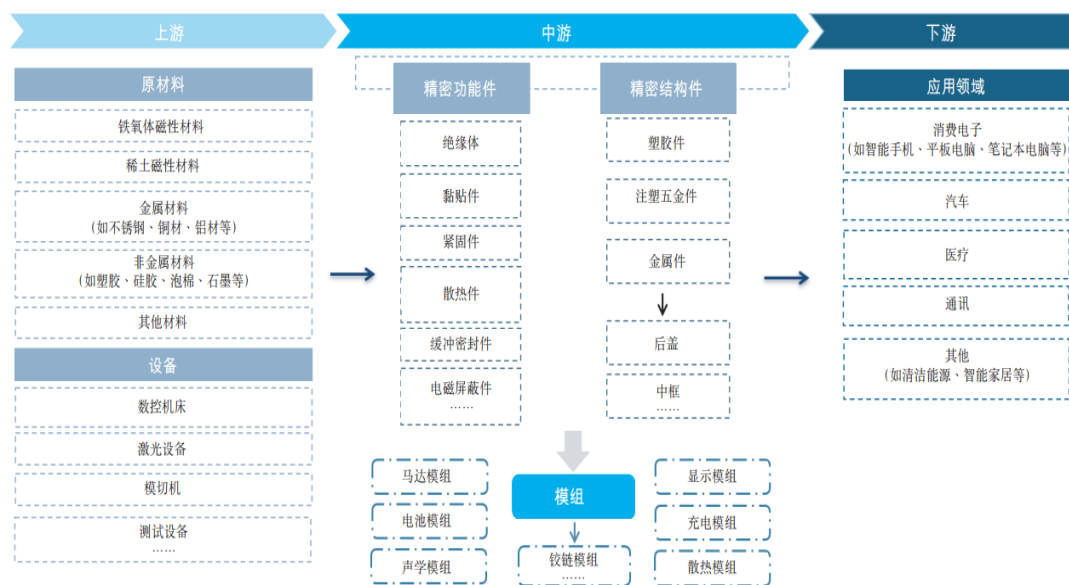 上游
中游
下游
原材料
铁氧体磁性材料
稀土磁性材料
金属材料
(如不锈钢、铜材、铝材等)
非金属材料
(如塑胶、硅胶、泡棉、石墨等)
其他材料
设备
数控机床
激光设备
模切机
测试设备
……
精密功能件
绝缘体
黏贴件
紧固件
散热件
缓冲密封件
电磁屏蔽件
……
精密结构件
塑胶件
注塑五金件
金属件
后盖
中框
……
马达模组
电池模组
声学模组
模组
铰链模组
……
显示模组
充电模组
散热模组
应用领域
消费电子
(如智能手机、平板电脑、笔记本电脑等)
汽车
医疗
通讯
其他
(如清洁能源、智能家居等)